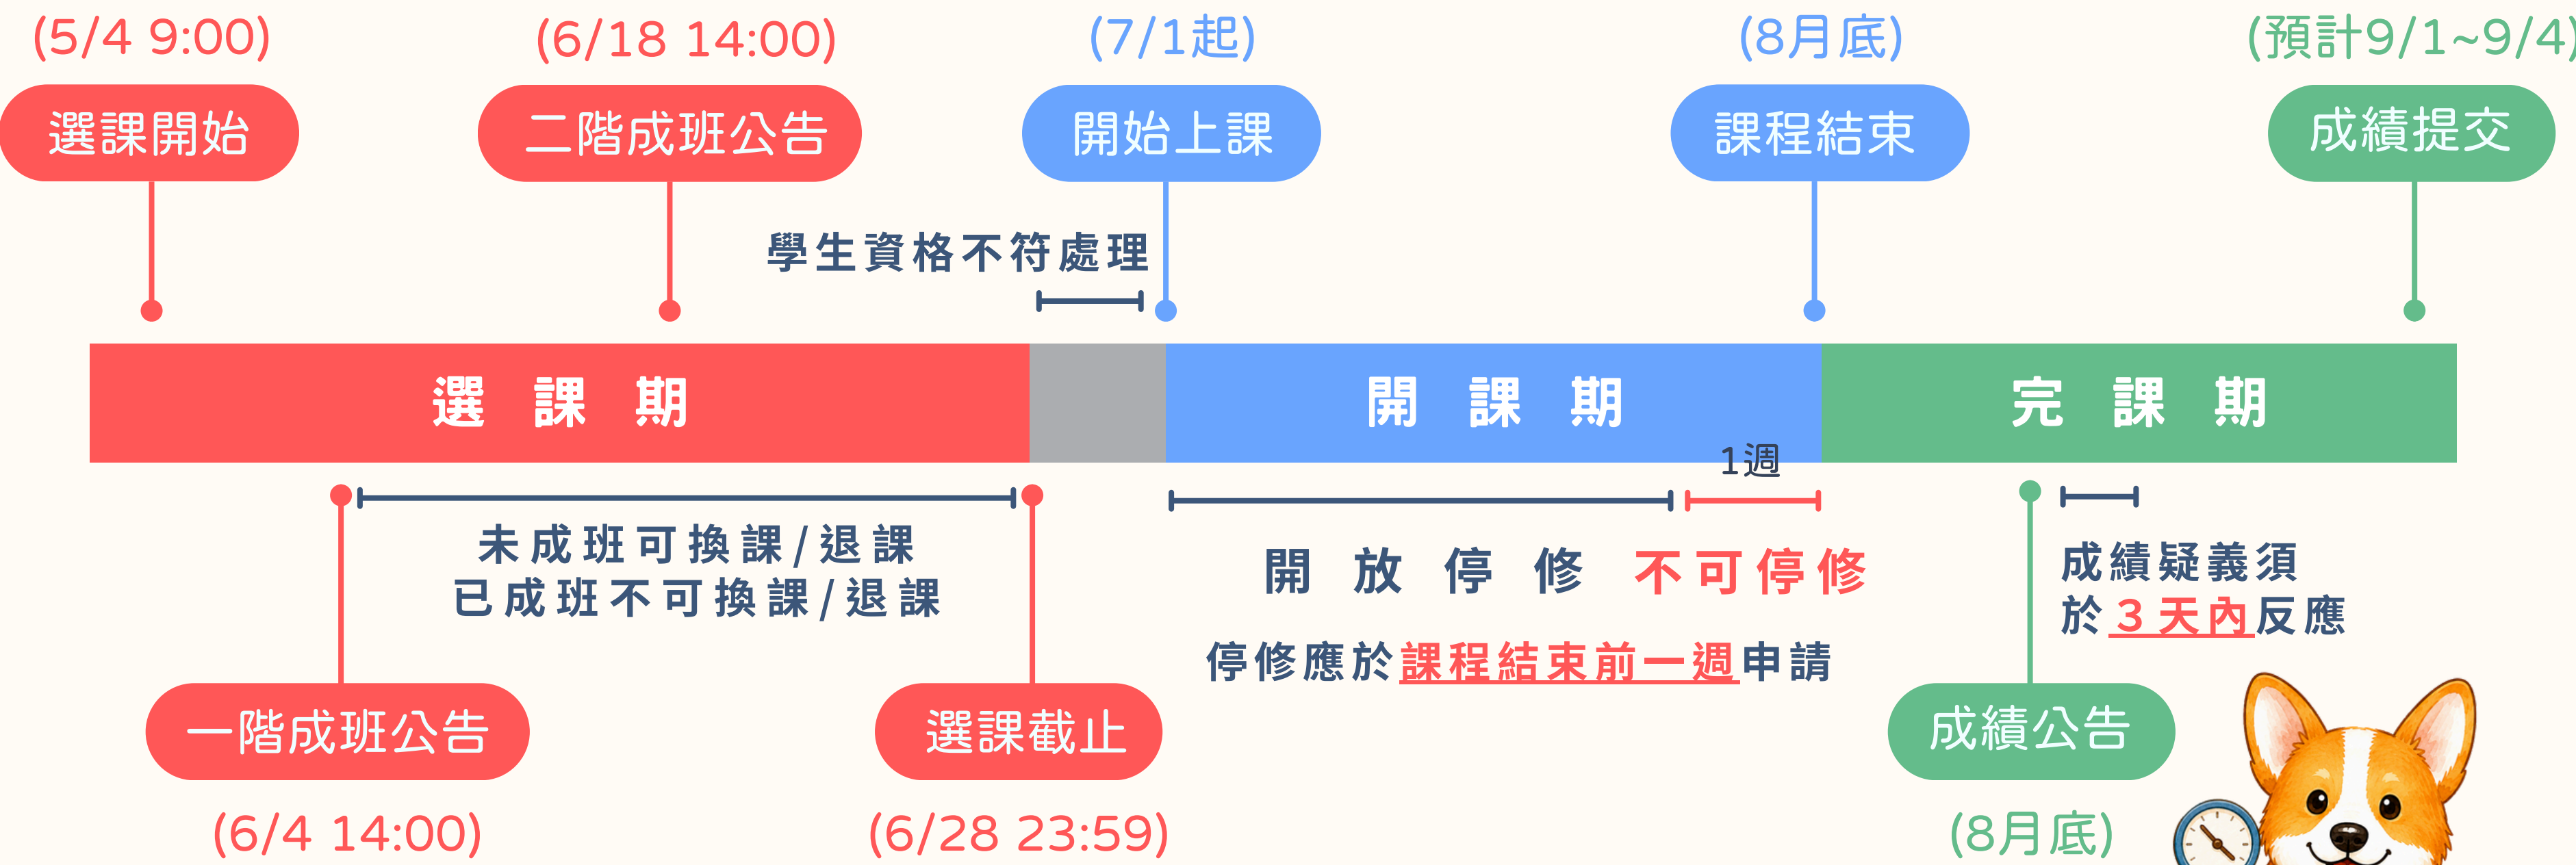 (5/4 9:00)
選課開始
(6/18 14:00)
二階成班公告
(7/1起)
開始上課
(8月底)
課程結束
(預計9/1~9/4)
成績提交
學生資格不符處理
選課期
開課期
完課期
1週
未成班可換課/退課
已成班不可換課/退課
開放停修
不可停修
停修應於課程結束前一週申請
成績疑義須
於3天內反應
一階成班公告
(6/4 14:00)
選課截止
(6/28 23:59)
成績公告
(8月底)